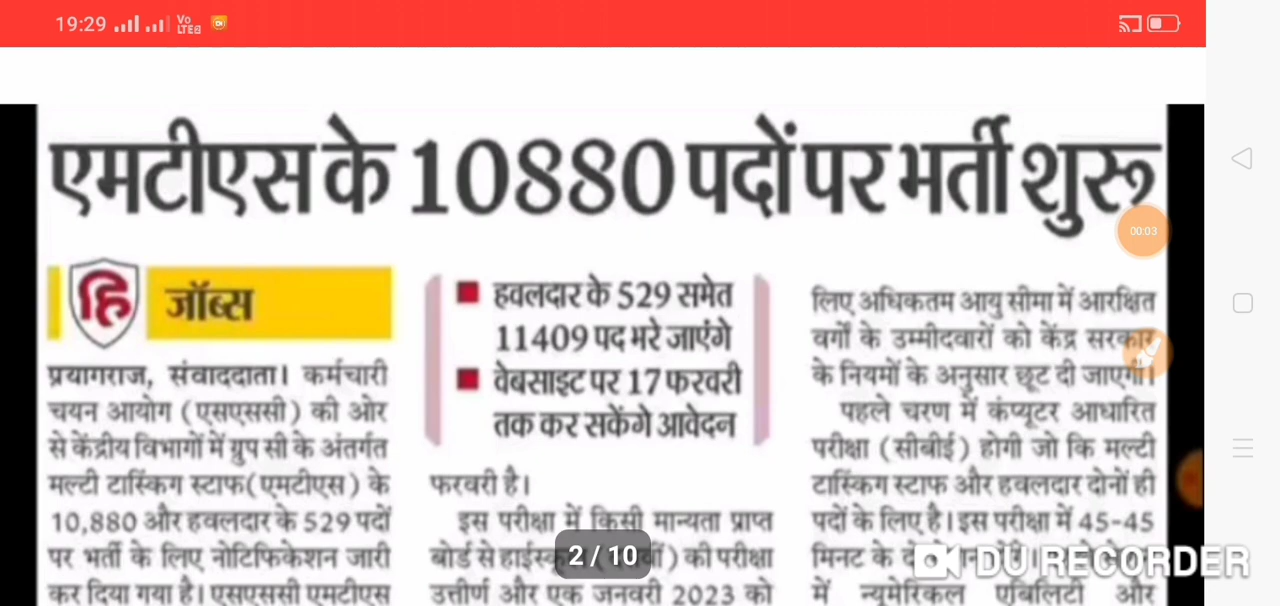 19:29
Vo
LTE2
एमटीएस के 10880 पदों पर भर्ती शुरू
00:03
हि
जॉब्स
प्रयागराज, संवाददाता। कर्मचारी
चयन आयोग (एसएससी) की ओर
से केंद्रीय विभागों में ग्रुप सी के अंतर्गत
मल्टी टास्किंग स्टाफ(एमटीएस) के
10,880 और हवलदार के 529 पदों
पर भर्ती के लिए नोटिफिकेशन जारी
कर दिया गया है। एसएससी एमटीएस
हवलदार के 529 समेत
11409 पद भरे जाएंगे
वेबसाइट पर 17 फरवरी
तक कर सकेंगे आवेदन
फरवरी है।
इस परीक्षा में किसी मान्यता प्राप्त
बोर्ड से की परीक्षा
उत्तीर्ण और एक जनवरी 2023 को
लिए अधिकतम आयु सीमा में आरक्षित
वर्गों के उम्मीदवारों को केंद्र सरकार
के नियमों के अनुसार छूट दी जाएगी।
पहले चरण में कंप्यूटर आधारित
परीक्षा (सीबीई) होगी जो कि मल्टी
टास्किंग स्टाफ और हवलदार दोनों ही
पदों के लिए है। इस परीक्षा में 45-45
मिनट के
में न्यूमेरिकल एबिलिटी और
2 / 10
DU RECORDER